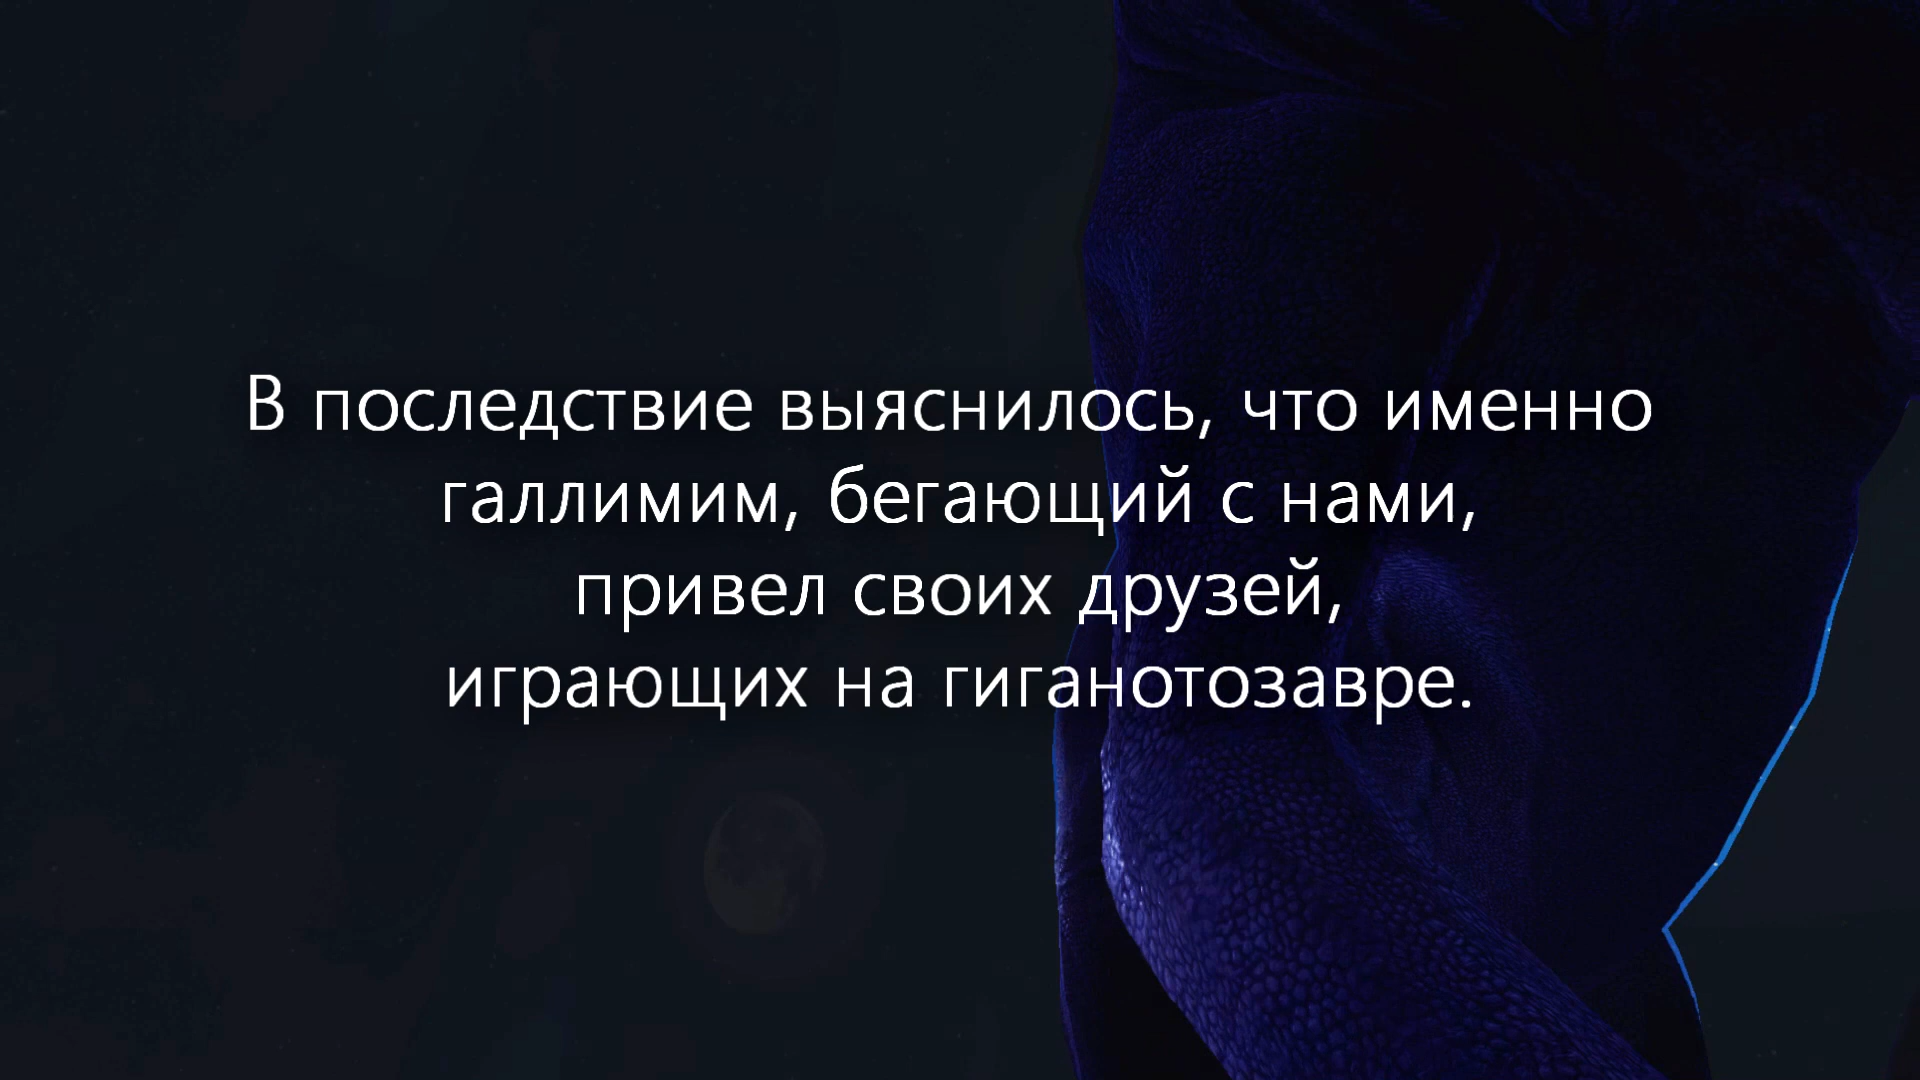 В последствие выяснилось, что именно
галлимим, бегающий с нами,
привел своих друзей,
играющих на гиганотозавре.